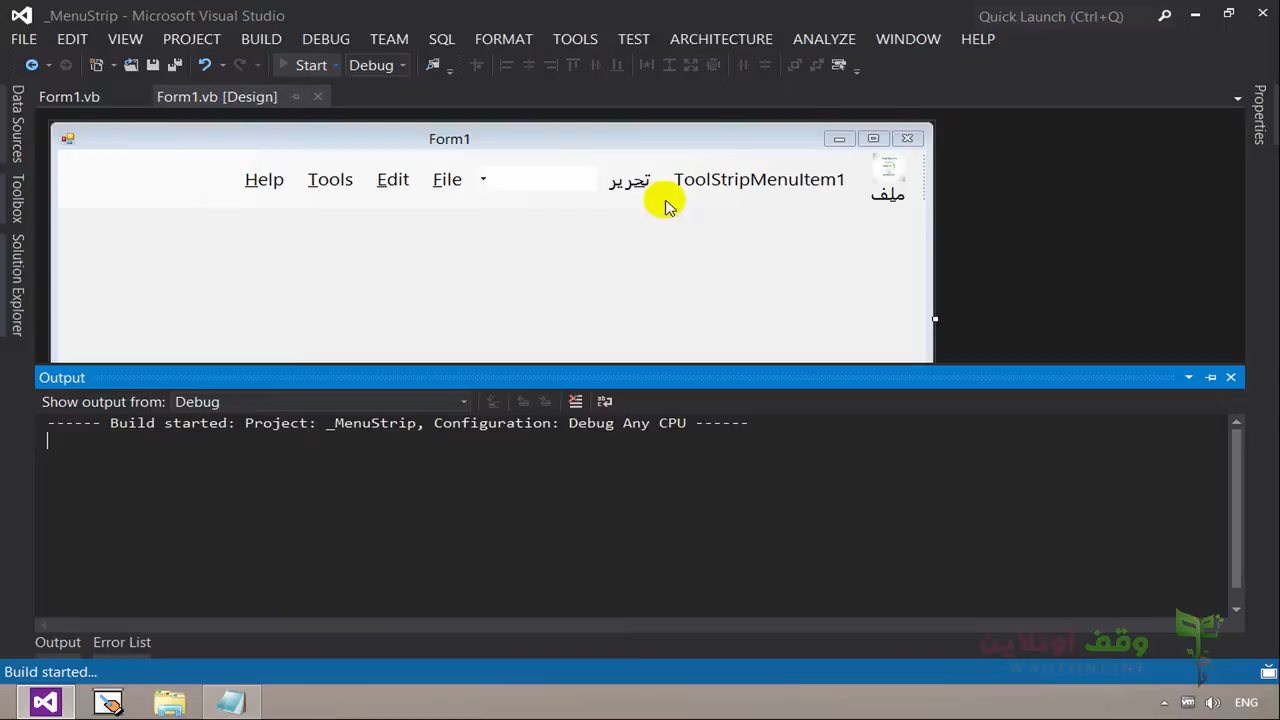 _MenuStrip - Microsoft Visual Studio
Quick Launch (Ctrl+Q)
FILE EDIT VIEW PROJECT BUILD DEBUG TEAM SQL FORMAT TOOLS TEST ARCHITECTURE ANALYZE WINDOW HELP
Start Debug
Form1.vb Form1.vb [Design]
Data Sources
Toolbox
Solution Explorer
Properties
Form1
Help Tools Edit File تحرير ToolStripMenuItem1 ملف
Output
Show output from: Debug
------ Build started: Project: _MenuStrip, Configuration: Debug Any CPU ------
Output Error List
وقف أونلاين
WAQFONLINE
Build started...
ENG